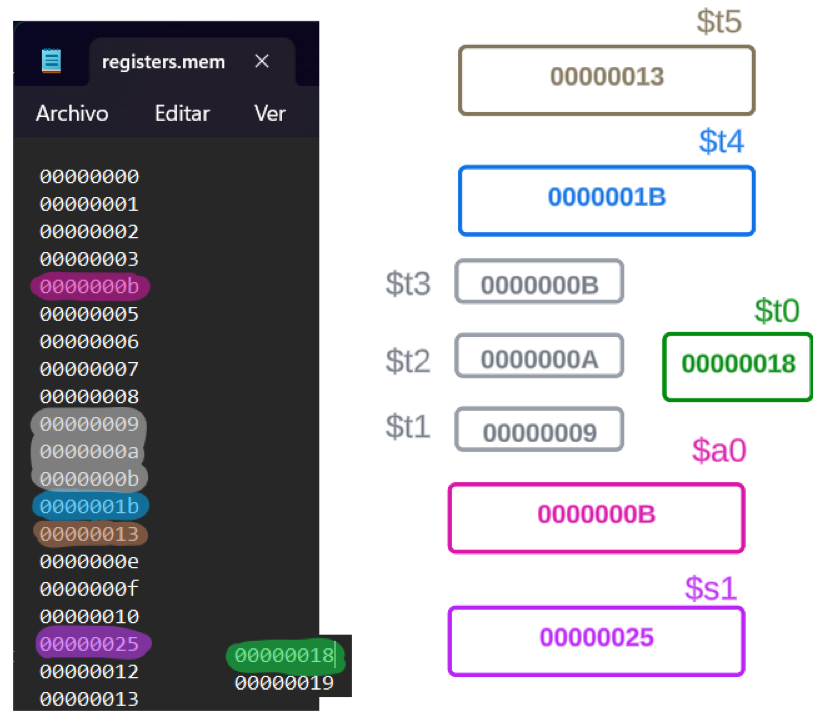 registers.mem ×
Archivo Editar Ver
00000000
00000001
00000002
00000003
0000000b
00000005
00000006
00000007
00000008
00000009
0000000a
0000000b
0000001b
00000013
0000000e
0000000f
00000010
00000025
00000012
00000013
00000018
00000019
$t5
00000013
$t4
0000001B
$t3
0000000B
$t0
00000018
$t2
0000000A
$t1
00000009
$a0
0000000B
$s1
00000025